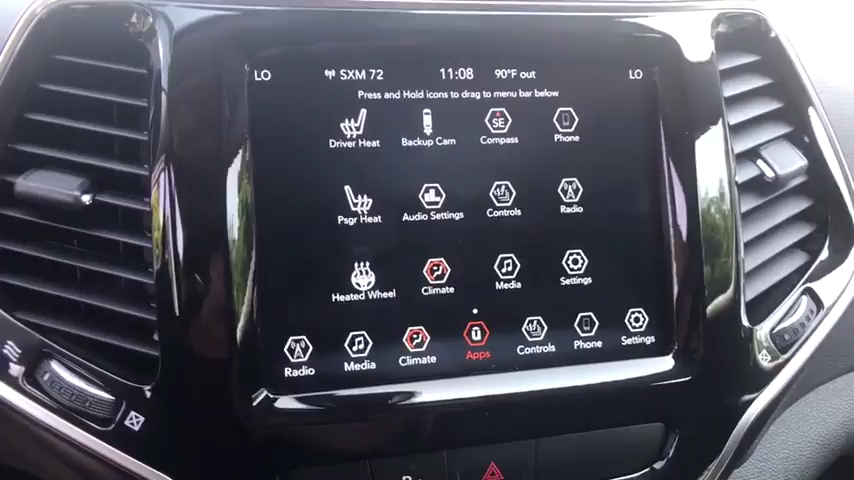 LO SXM 72 11:08 90°F out LO
Press and Hold icons to drag to menu bar below
SE
Driver Heat Backup Cam Compass Phone
Psgr Heat Audio Settings Controls Radio
Heated Wheel Climate Media Settings
Radio Media Climate Apps Controls Phone Settings